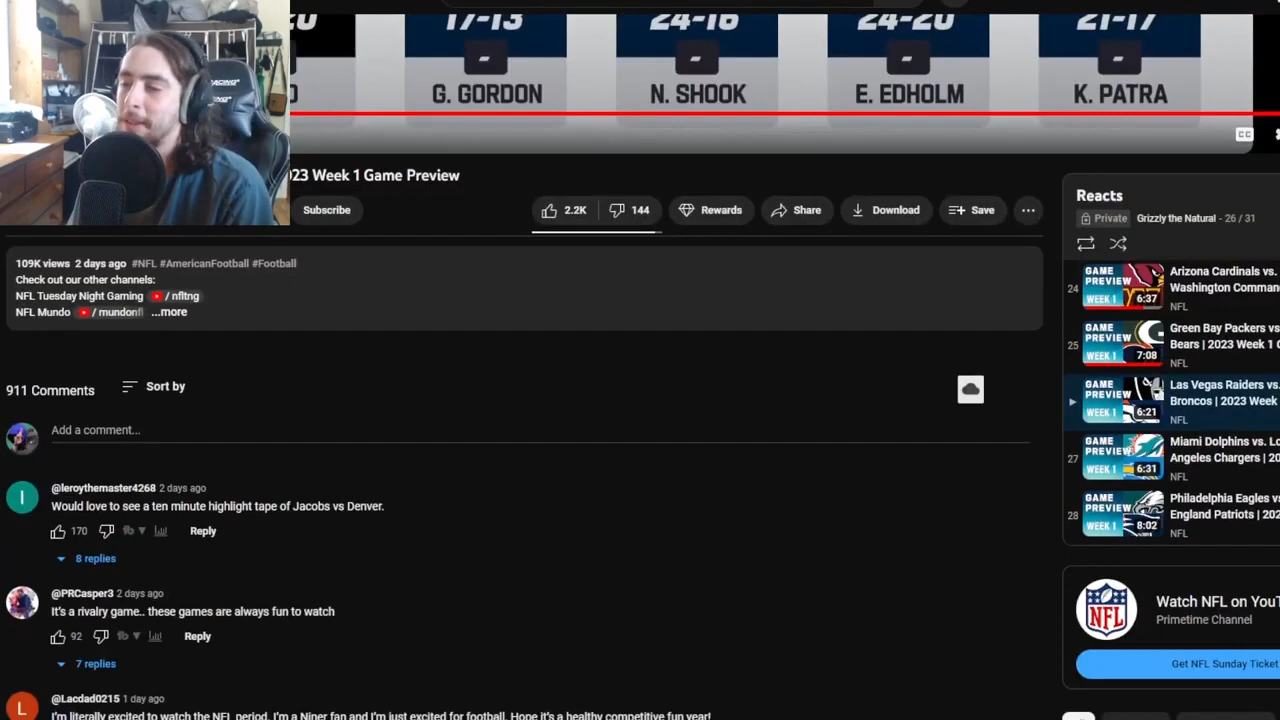 17-13
24-16
24-20
21-17
G. GORDON
N. SHOOK
E. EDHOLM
K. PATRA
CC
23 Week 1 Game Preview
Subscribe
2.2K
144
Rewards
Share
Download
Save
109K views 2 days ago #NFL #AmericanFootball #Football
Check out our other channels:
NFL Tuesday Night Gaming / nfltng
NFL Mundo / mundonfl ...more
911 Comments
Sort by
Add a comment...
@leroythemaster4268 2 days ago
Would love to see a ten minute highlight tape of Jacobs vs Denver.
170
Reply
8 replies
@PRCasper3 2 days ago
It's a rivalry game.. these games are always fun to watch
92
Reply
7 replies
@Lacdad0215 1 day ago
I'm literally excited to watch the NFL period. I'm a Niner fan and I'm just excited for football. Hope it's a healthy competitive fun year!
Reacts
Private Grizzly the Natural - 26 / 31
24
GAME PREVIEW WEEK 1
6:37
Arizona Cardinals vs.
Washington Comman
NFL
25
GAME PREVIEW WEEK 1
7:08
Green Bay Packers vs
Bears | 2023 Week 1
NFL
GAME PREVIEW WEEK 1
6:21
Las Vegas Raiders vs.
Broncos | 2023 Week
NFL
27
GAME PREVIEW WEEK 1
6:31
Miami Dolphins vs. Lo
Angeles Chargers | 20
NFL
28
GAME PREVIEW WEEK 1
8:02
Philadelphia Eagles vs
England Patriots | 202
NFL
NFL
Watch NFL on YouT
Primetime Channel
Get NFL Sunday Ticket